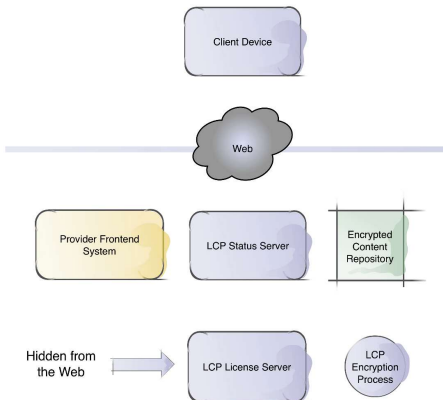 Client Device
Web
Provider Frontend
System
LCP Status Server
Encrypted
Content
Repository
Hidden from
the Web
LCP License Server
LCP
Encryption
Process